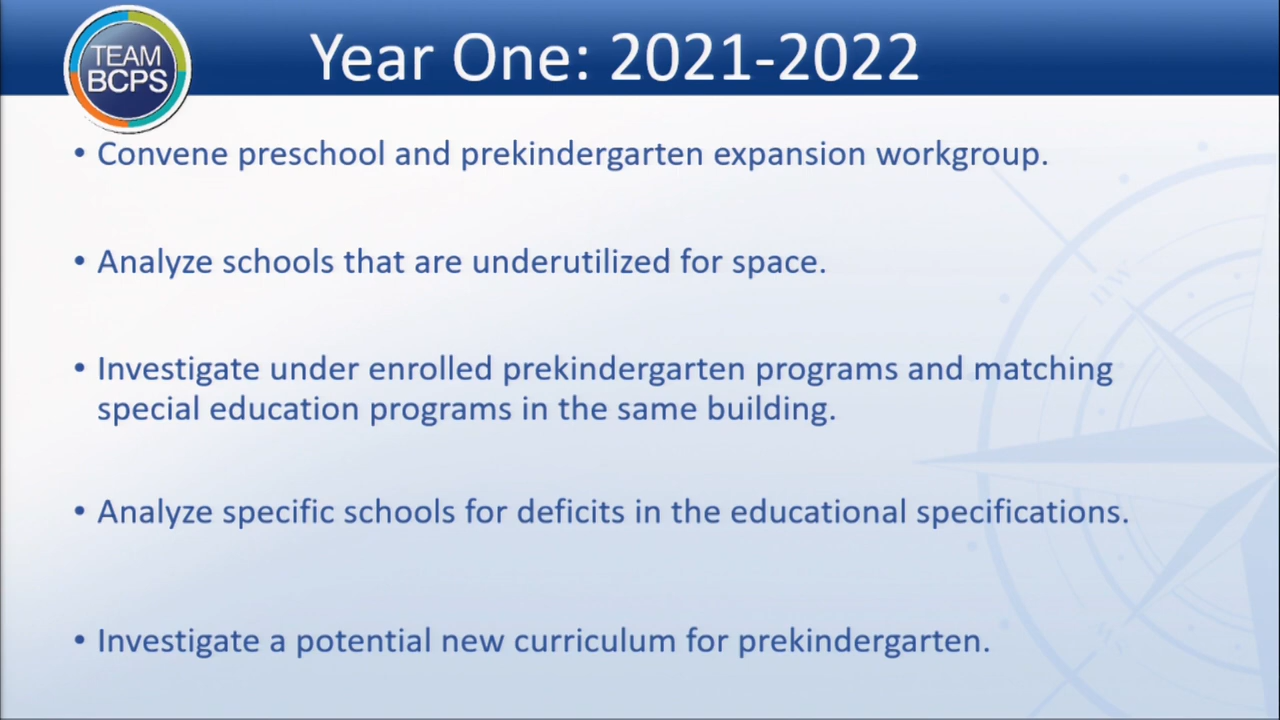 TEAM
BCPS
Year One: 2021-2022
• Convene preschool and prekindergarten expansion workgroup.
• Analyze schools that are underutilized for space.
• Investigate under enrolled prekindergarten programs and matching
special education programs in the same building.
• Analyze specific schools for deficits in the educational specifications.
• Investigate a potential new curriculum for prekindergarten.
NW